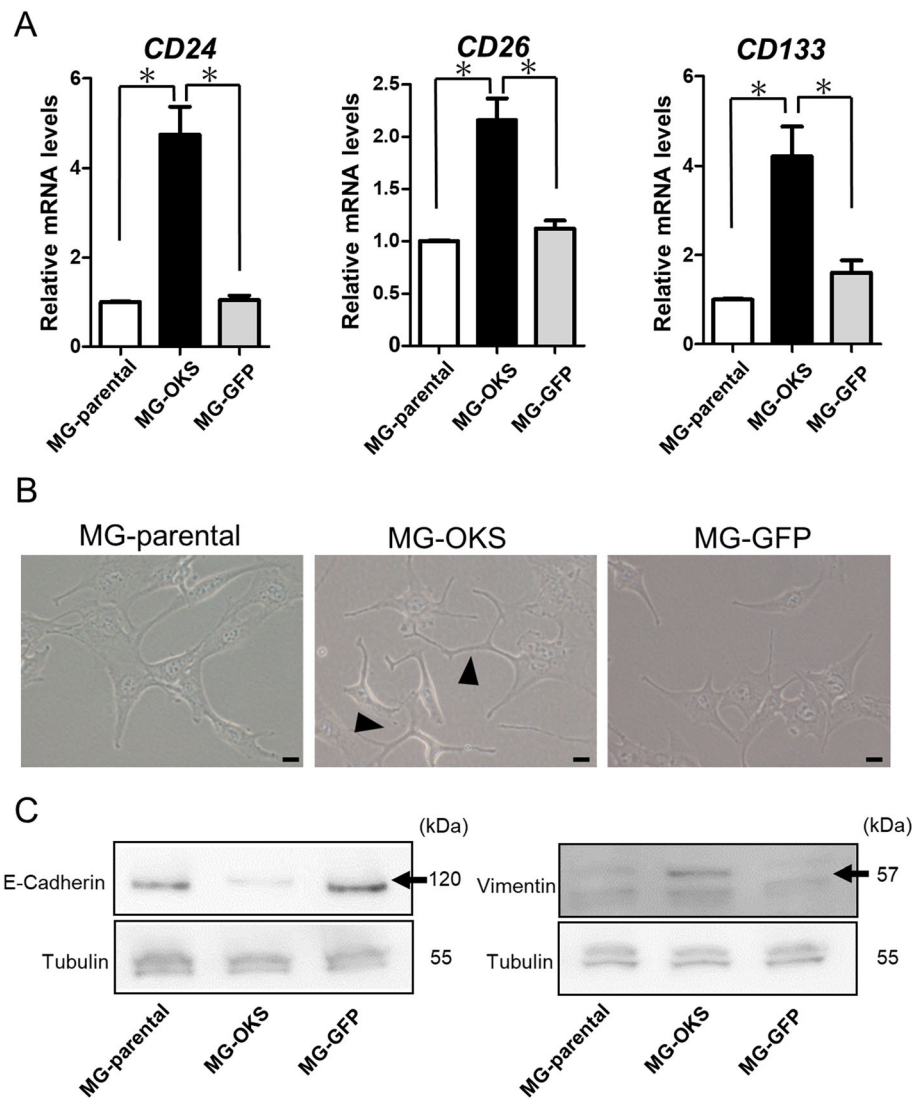 A
CD24
CD26
CD133
* *
* *
* *
Relative mRNA levels
6
4
2
0
MG-parental
MG-OKS
MG-GFP
Relative mRNA levels
2.5
2.0
1.5
1.0
0.5
0.0
MG-parental
MG-OKS
MG-GFP
Relative mRNA levels
6
4
2
0
MG-parental
MG-OKS
MG-GFP
B
MG-parental
MG-OKS
MG-GFP
C
(kDa)
E-Cadherin
120
Tubulin
55
MG-parental
MG-OKS
MG-GFP
(kDa)
Vimentin
57
Tubulin
55
MG-parental
MG-OKS
MG-GFP